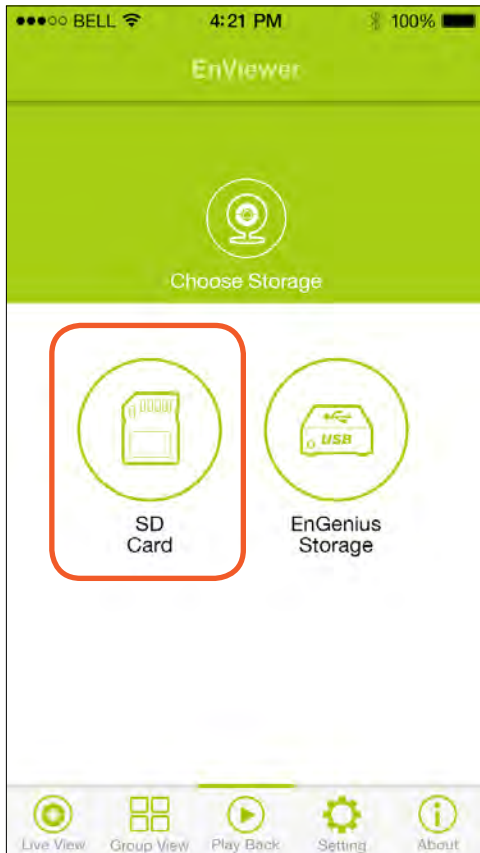 BELL 4:21 PM 100%
EnViewer
Choose Storage
USB
SD
Card
EnGenius
Storage
Live View Group View Play Back Setting About